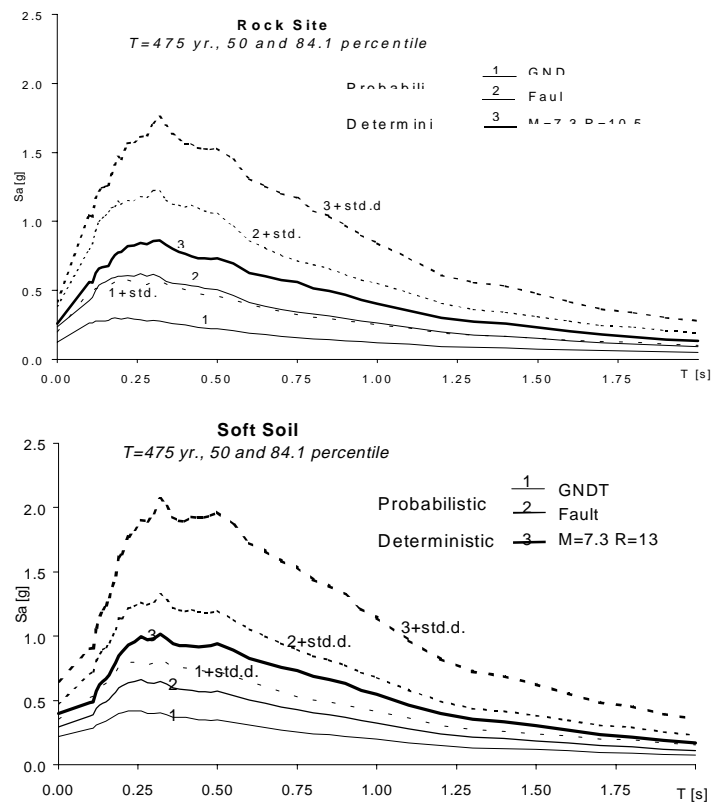 Rock Site
T=475 yr., 50 and 84.1 percentile
2.5
2.0
1.5
1.0
0.5
0.0
Sa [g]
1 GND
2 Faul
Determini 3
3+std.d
2+std.
3
2
1+std.
1
0.00 0.25 0.50 0.75 1.00 1.25 1.50 1.75 T [s]
Soft Soil
T=475 yr., 50 and 84.1 percentile
2.5
2.0
1.5
1.0
0.5
0.0
Sa [g]
1 GNDT
Probabilistic 2 Fault
Deterministic 3 M=7.3 R=13
3+std.d.
2+std.d.
3
1+std.d.
2
1
0.00 0.25 0.50 0.75 1.00 1.25 1.50 1.75 T [s]